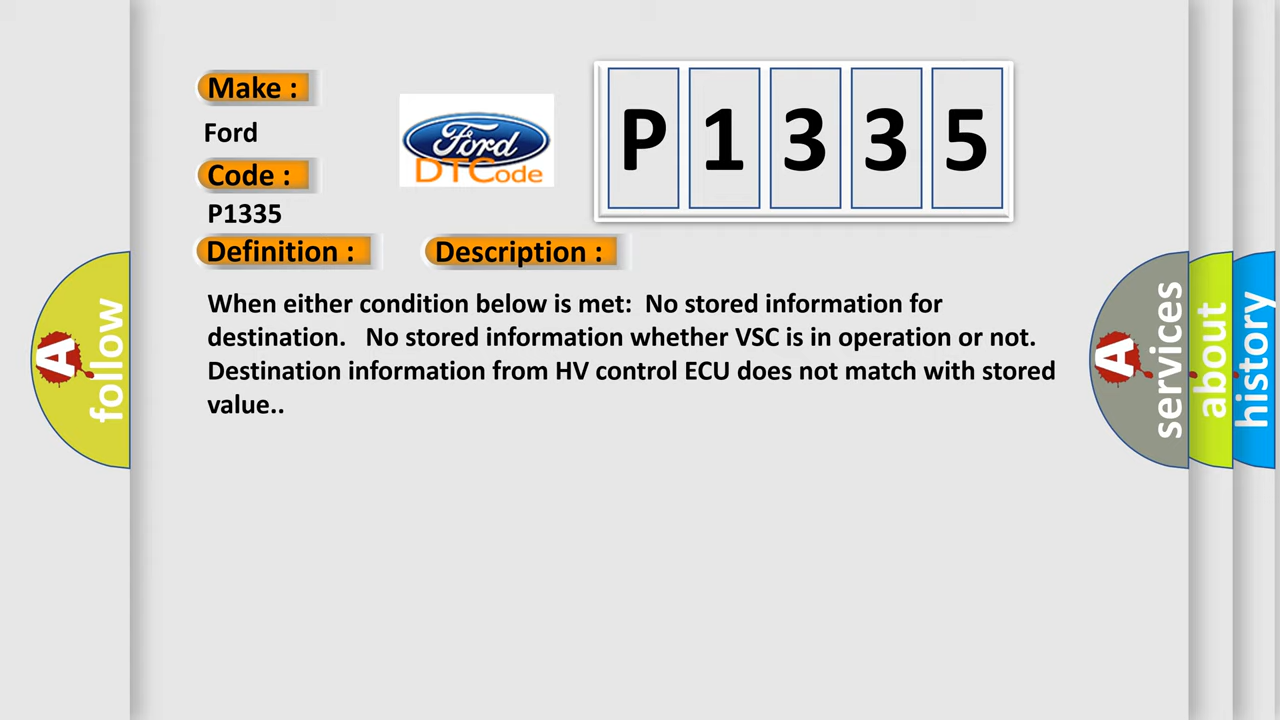 Make :
Ford
Code :
P1335
Ford
DTCode
P 1 3 3 5
Definition :
Description :
When either condition below is met: No stored information for
destination. No stored information whether VSC is in operation or not.
Destination information from HV control ECU does not match with stored
value..
A follow
A services
about
history